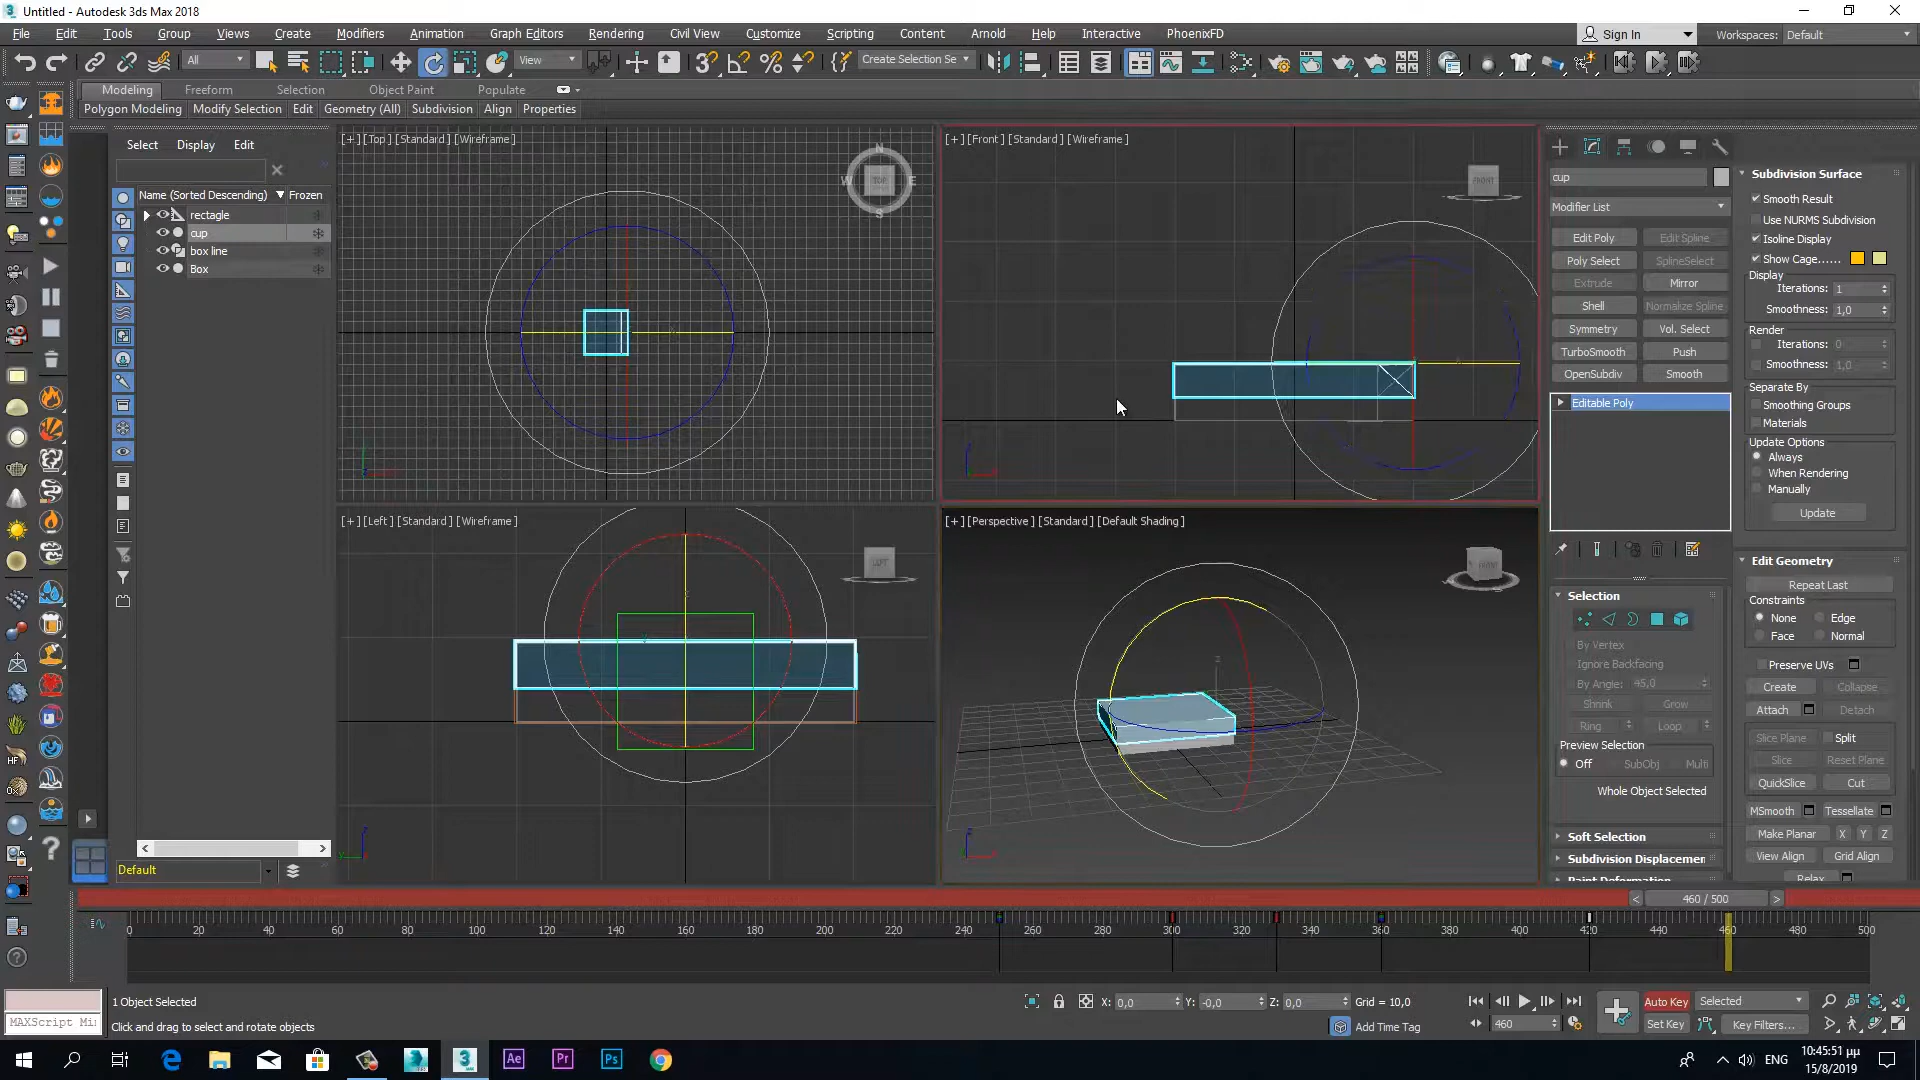 Untitled - Autodesk 3ds Max 2018
File Edit Tools Group Views Create Modifiers Animation Graph Editors Rendering Civil View Customize Scripting Content Arnold Help Interactive PhoenixFD
Sign In Workspaces: Default
All View Create Selection Se
Modeling Freeform Selection Object Paint Populate
Polygon Modeling Modify Selection Edit Geometry (All) Subdivision Align Properties
Select Display Edit
Name (Sorted Descending) Frozen
rectagle
cup
box line
Box
Default
[+] [Top] [Standard] [Wireframe]
N
W TOP E
S
[+] [Front] [Standard] [Wireframe]
FRONT
[+] [Left] [Standard] [Wireframe]
LEFT
[+] [Perspective] [Standard] [Default Shading]
FRONT
cup
Modifier List
Edit Poly Edit Spline
Poly Select SplineSelect
Extrude Mirror
Shell Normalize Spline
Symmetry Vol. Select
TurboSmooth Push
OpenSubdiv Smooth
Editable Poly
Selection
By Vertex
Ignore Backfacing
By Angle: 45,0
Shrink Grow
Ring Loop
Preview Selection
Off SubObj Multi
Whole Object Selected
Soft Selection
Subdivision Displacemen
Paint Deformation
Subdivision Surface
Smooth Result
Use NURMS Subdivision
Isoline Display
Show Cage......
Display
Iterations: 1
Smoothness: 1,0
Render
Iterations: 0
Smoothness: 1,0
Separate By
Smoothing Groups
Materials
Update Options
Always
When Rendering
Manually
Update
Edit Geometry
Repeat Last
Constraints
None Edge
Face Normal
Preserve UVs
Create Collapse
Attach Detach
Slice Plane Split
Slice Reset Plane
QuickSlice Cut
MSmooth Tessellate
Make Planar X Y Z
View Align Grid Align
Relax
< 460 / 500 >
0 20 40 60 80 100 120 140 160 180 200 220 240 260 280 300 320 340 360 380 400 420 440 460 480 500
1 Object Selected
X: 0,0 Y: -0,0 Z: 0,0 Grid = 10,0
Auto Key Selected
MAXScript Mi
Click and drag to select and rotate objects
Add Time Tag
460
Set Key Key Filters...
HF
3 Ae Pr Ps
ENG
10:45:51 μμ
15/8/2019